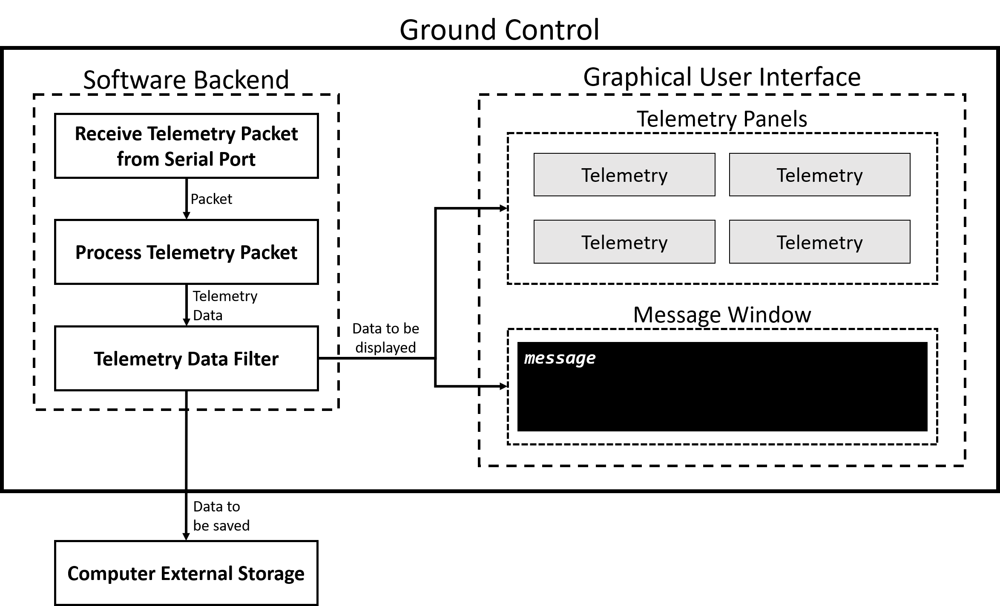 Ground Control
Software Backend
Receive Telemetry Packet
from Serial Port
Packet
Process Telemetry Packet
Telemetry
Data
Telemetry Data Filter
Data to be
displayed
Data to
be saved
Computer External Storage
Graphical User Interface
Telemetry Panels
Telemetry
Telemetry
Telemetry
Telemetry
Message Window
message